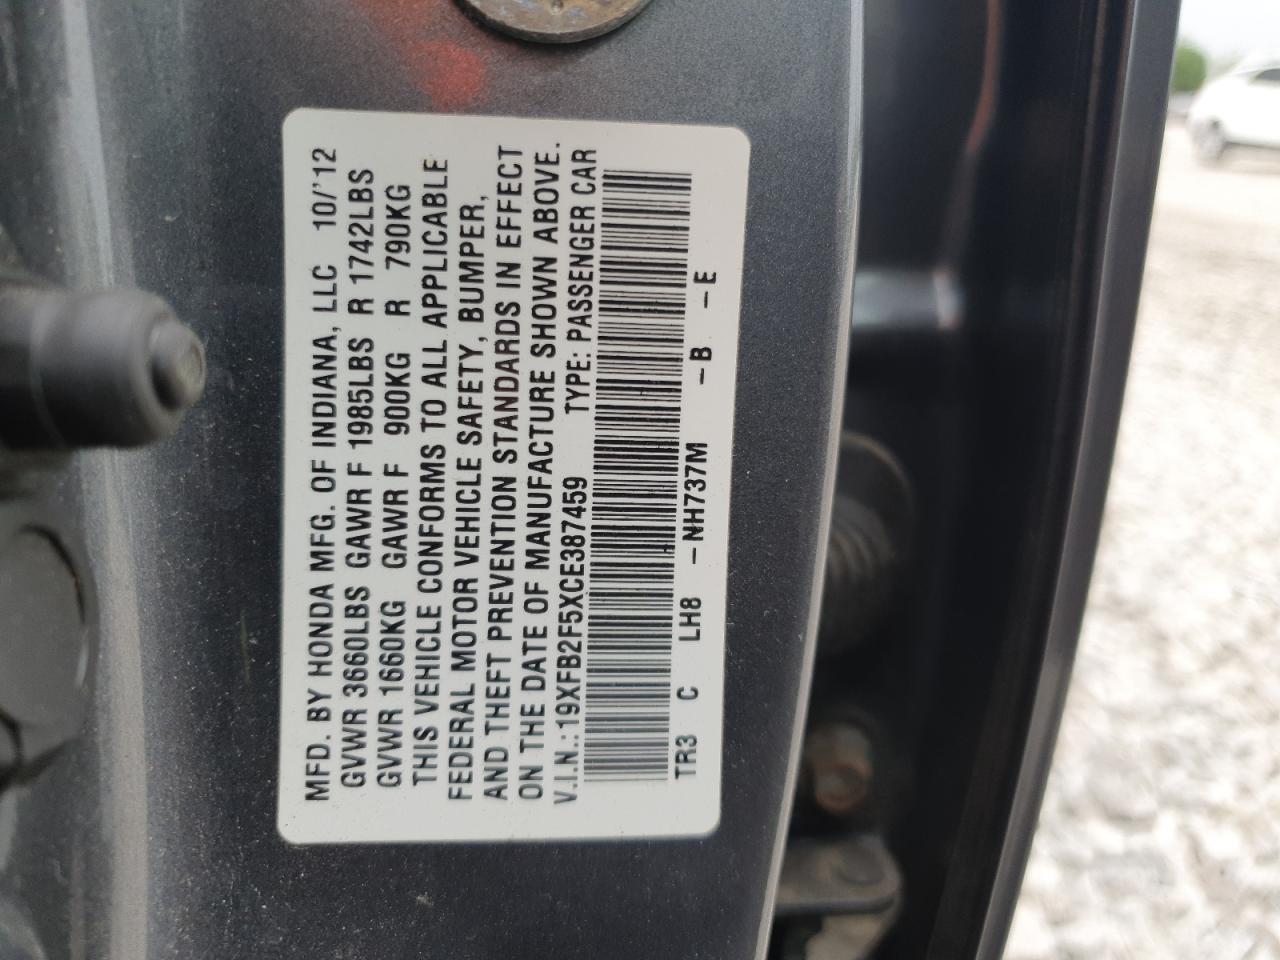 MFD. BY HONDA MFG. OF INDIANA, LLC 10/'12
GVWR 3660LBS GAWR F 1985LBS R 1742LBS
GVWR 1660KG GAWR F 900KG R 790KG
THIS VEHICLE CONFORMS TO ALL APPLICABLE
FEDERAL MOTOR VEHICLE SAFETY, BUMPER,
AND THEFT PREVENTION STANDARDS IN EFFECT
ON THE DATE OF MANUFACTURE SHOWN ABOVE.
V.I.N.: 19XFB2F5XCE387459 TYPE: PASSENGER CAR
TR3 C LH8 -NH737M -B -E